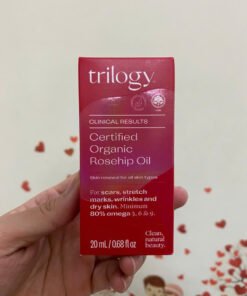 trilogy
CLINICAL RESULTS
Certified
Organic
Rosehip Oil
Skin renewal for all skin types
For scars, stretch
marks, wrinkles and
dry skin. Minimum
80% omega 3, 6 & 9.
20 mL / 0.68 fl oz
Clean,
natural
beauty.